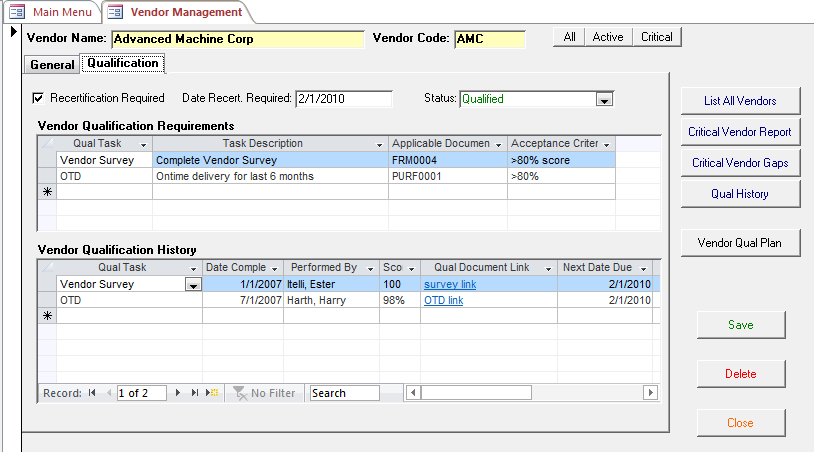 Main Menu Vendor Management
Vendor Name: Advanced Machine Corp Vendor Code: AMC All Active Critical
General Qualification
Recertification Required Date Recert. Required: 2/1/2010 Status: Qualified
List All Vendors
Vendor Qualification Requirements
Critical Vendor Report
Qual Task Task Description Applicable Documen Acceptance Criter
Vendor Survey Complete Vendor Survey FRM0004 >80% score
Critical Vendor Gaps
OTD Ontime delivery for last 6 months PURF0001 >80%
Qual History
Vendor Qual Plan
Vendor Qualification History
Qual Task Date Comple Performed By Sco Qual Document Link Next Date Due
Vendor Survey 1/1/2007 Itelli, Ester 100 survey link 2/1/2010
OTD 7/1/2007 Harth, Harry 98% OTD link 2/1/2010
Save
Delete
Record: 1 of 2 No Filter Search
Close